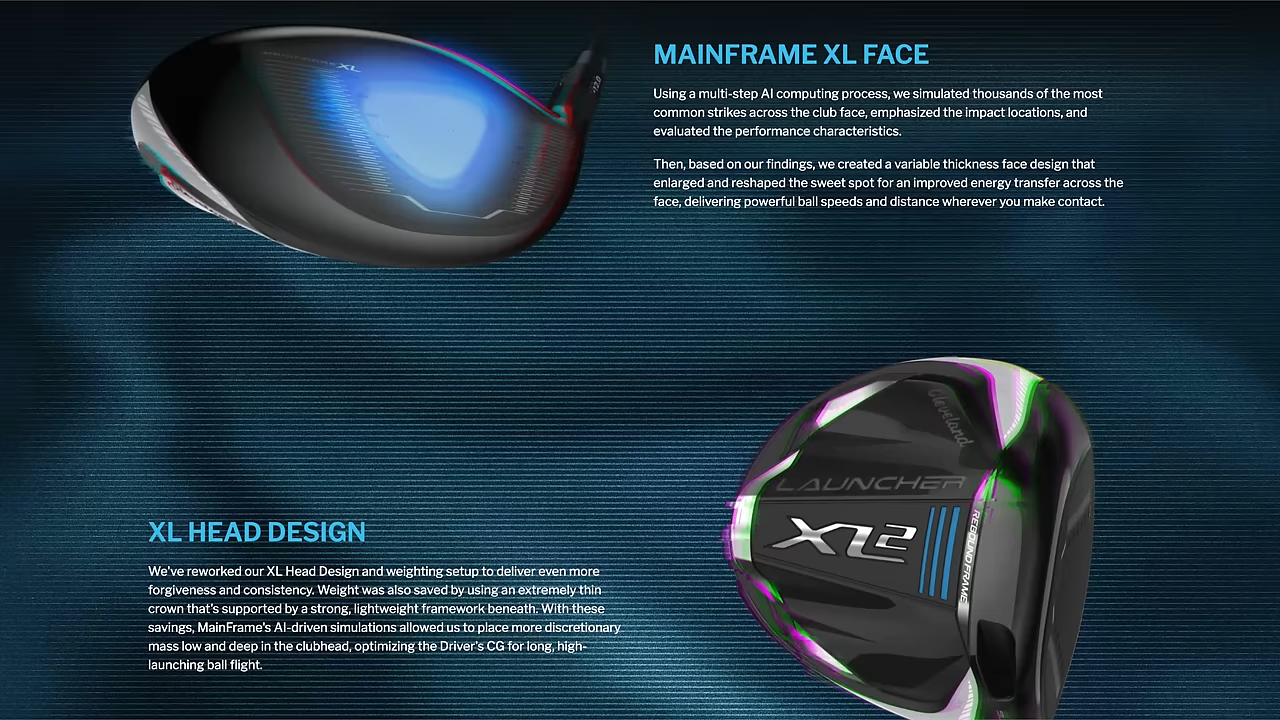 MAINFRAME XL FACE
Using a multi-step AI computing process, we simulated thousands of the most
common strikes across the club face, emphasized the impact locations, and
evaluated the performance characteristics.
Then, based on our findings, we created a variable thickness face design that
enlarged and reshaped the sweet spot for an improved energy transfer across the
face, delivering powerful ball speeds and distance wherever you make contact.
XL
Cleveland
LAUNCHER
XL2
REBOUND FRAME
XL HEAD DESIGN
We've reworked our XL Head Design and weighting setup to deliver even more
forgiveness and consistency. Weight was also saved by using an extremely thin
crown that's supported by a strong, lightweight framework beneath. With these
savings, MainFrame's AI-driven simulations allowed us to place more discretionary
mass low and deep in the clubhead, optimizing the Driver's CG for long, high-
launching ball flight.